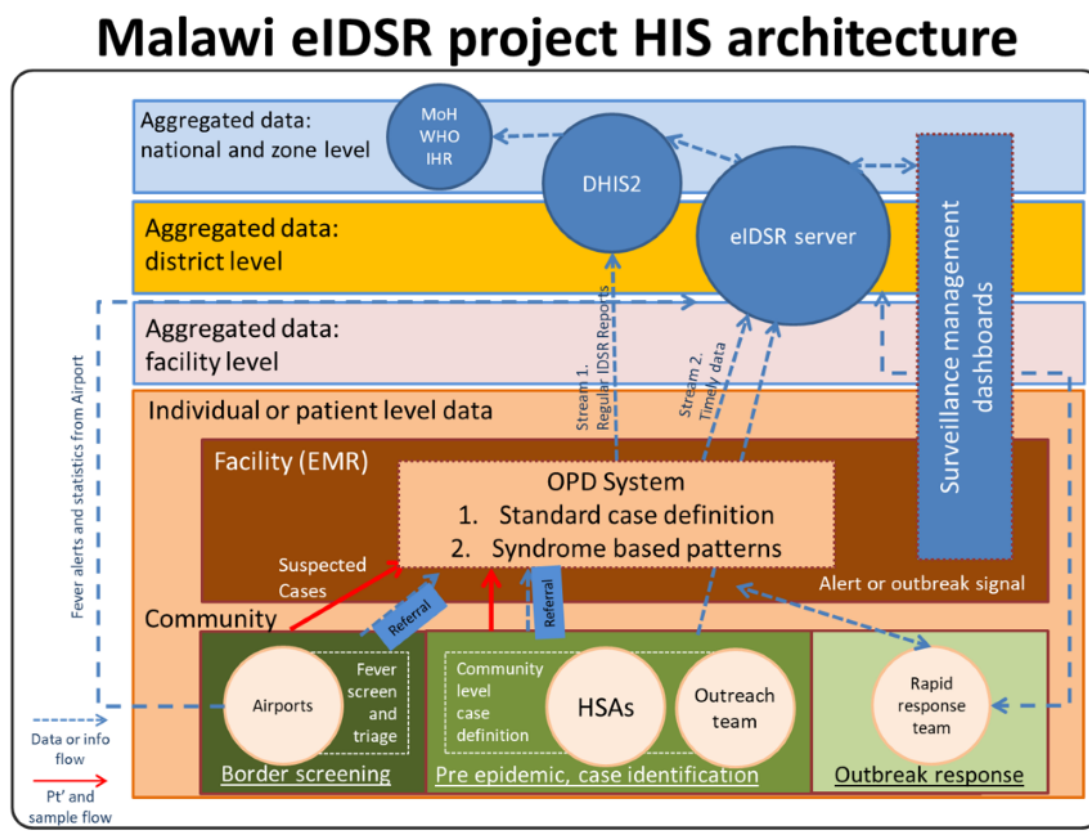 Malawi eIDSR project HIS architecture
Aggregated data:
national and zone level
MoH
WHO
IHR
DHIS2
eIDSR server
Surveillance management
dashboards
Aggregated data:
district level
Aggregated data:
facility level
Fever alerts and statistics from Airport
Stream 1.
Regular IDSR Reports
Stream 2.
Timely data
Individual or patient level data
Facility (EMR)
OPD System
1. Standard case definition
2. Syndrome based patterns
Suspected
Cases
Referral
Referral
Alert or outbreak signal
Community
Airports
Fever
screen
and
triage
Border screening
Community
level
case
definition
HSAs
Outreach
team
Pre epidemic, case identification
Rapid
response
team
Outbreak response
Data or info
flow
Pt' and
sample flow